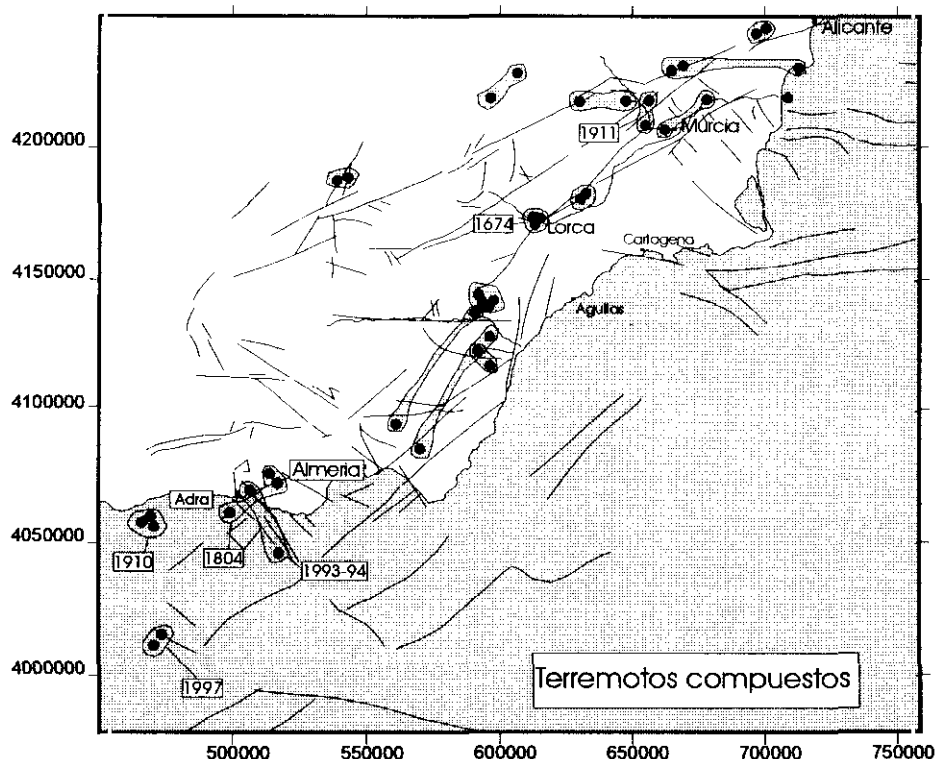 Alicante
4200000
1911
Murcia
1674
Lorca
Cartagena
4150000
Aguilas
4100000
Almeria
Adra
4050000
1910
1804
1993-94
4000000
1997
Terremotos compuestos
500000
550000
600000
650000
700000
750000